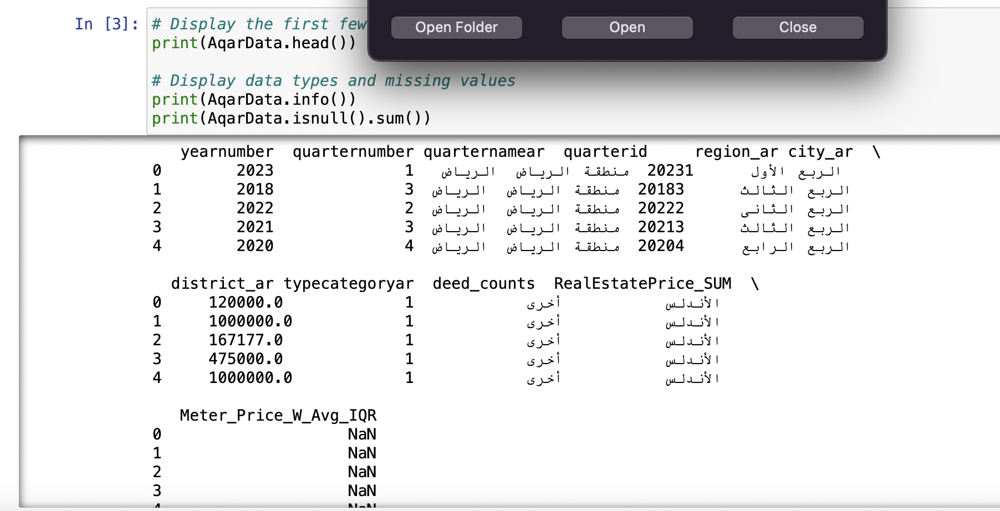 Open Folder Open Close
In [3]: # Display the first few
print(AqarData.head())
# Display data types and missing values
print(AqarData.info())
print(AqarData.isnull().sum())
yearnumber quarternumber quarternamear quarterid region_ar city_ar \
0 2023 1 الربع الأول 20231 منطقة الرياض الرياض
1 2018 3 الربع الثالث 20183 منطقة الرياض الرياض
2 2022 2 الربع الثانى 20222 منطقة الرياض الرياض
3 2021 3 الربع الثالث 20213 منطقة الرياض الرياض
4 2020 4 الربع الرابع 20204 منطقة الرياض الرياض
district_ar typecategoryar deed_counts RealEstatePrice_SUM \
0 الأندلس أخرى 1 120000.0
1 الأندلس أخرى 1 1000000.0
2 الأندلس أخرى 1 167177.0
3 الأندلس أخرى 1 475000.0
4 الأندلس أخرى 1 1000000.0
Meter_Price_W_Avg_IQR
0 NaN
1 NaN
2 NaN
3 NaN
4 NaN